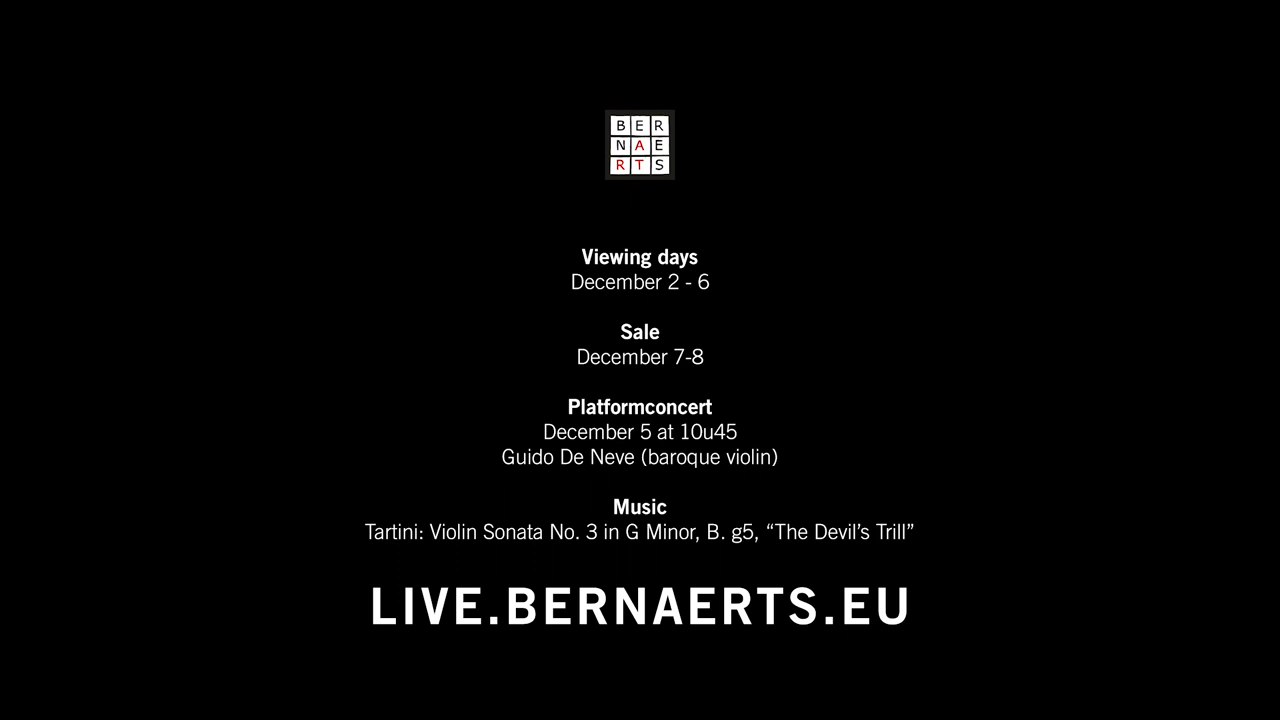 BER
NAE
RTS
Viewing days
December 2 - 6
Sale
December 7-8
Platformconcert
December 5 at 10u45
Guido De Neve (baroque violin)
Music
Tartini: Violin Sonata No. 3 in G Minor, B. g5, “The Devil’s Trill”
LIVE.BERNAERTS.EU